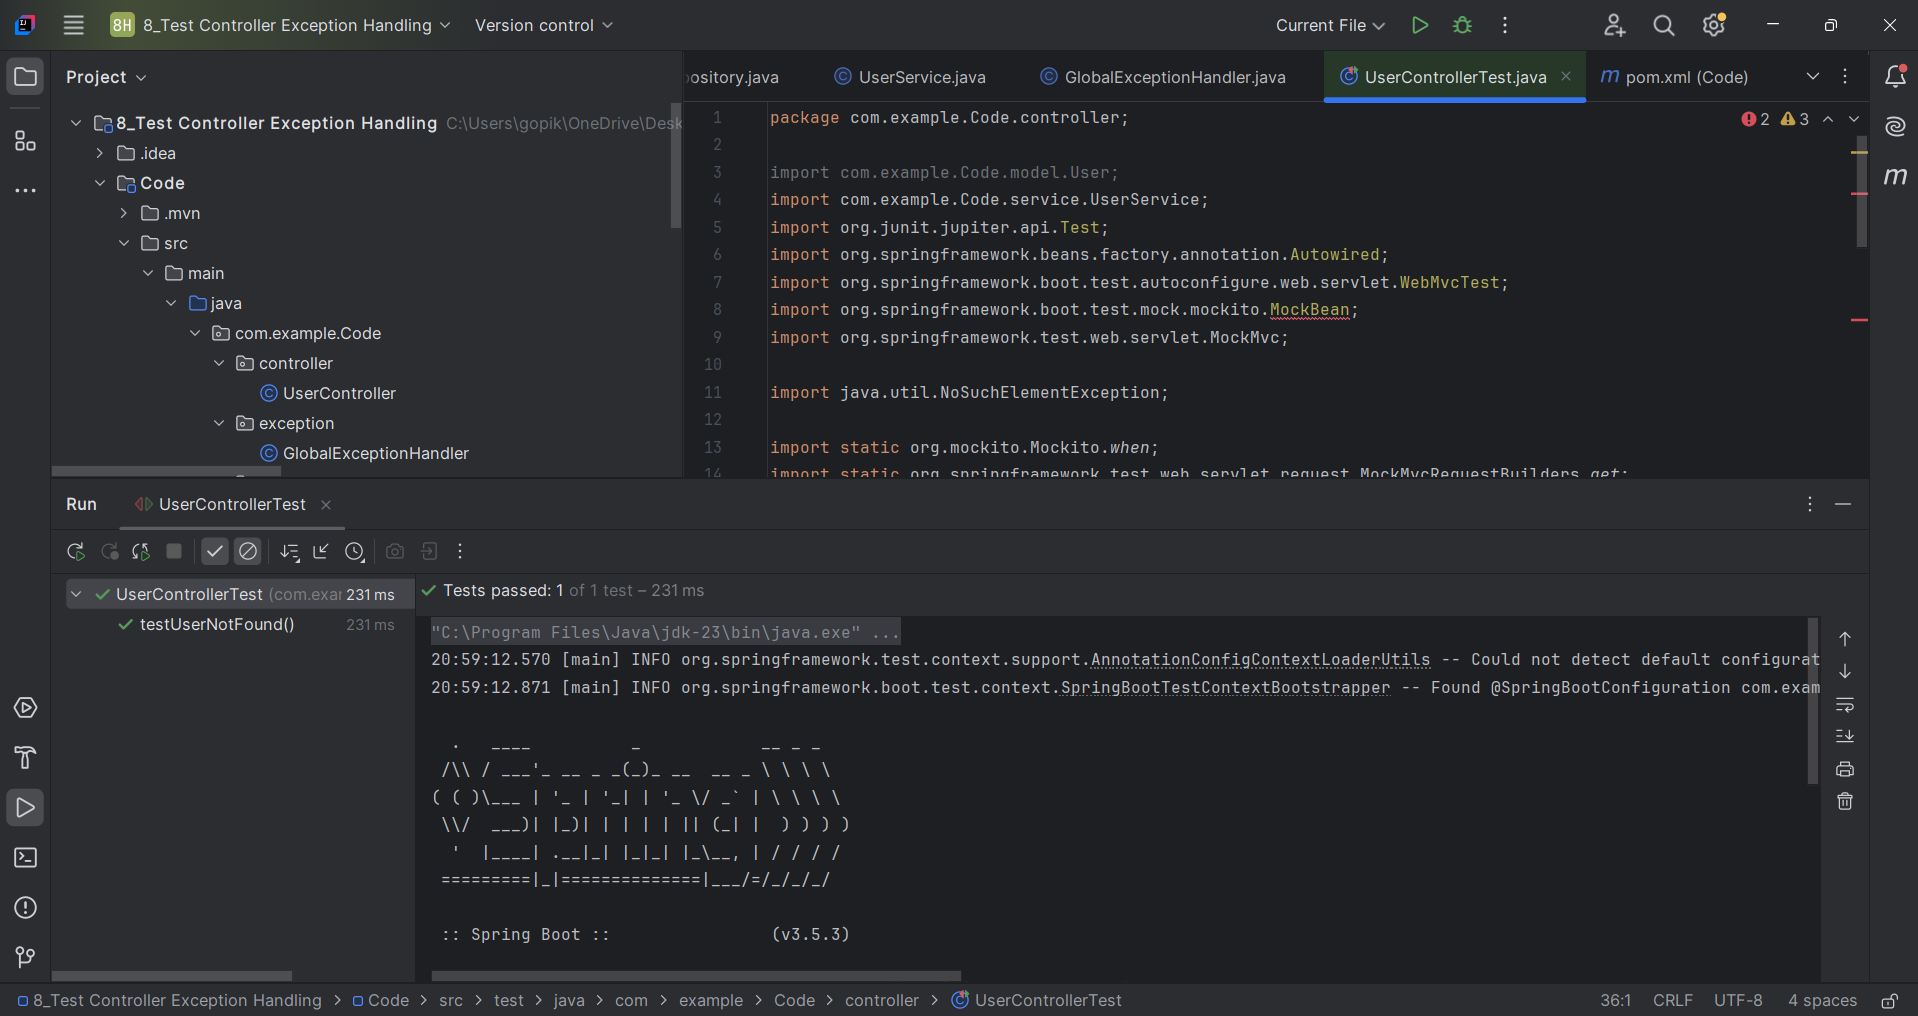 8H 8_Test Controller Exception Handling Version control Current File
Project
ository.java UserService.java GlobalExceptionHandler.java UserControllerTest.java pom.xml (Code)
8_Test Controller Exception Handling C:\Users\gopik\OneDrive\Desk
.idea
Code
.mvn
src
main
java
com.example.Code
controller
UserController
exception
GlobalExceptionHandler
2 3
1 package com.example.Code.controller;
2
3 import com.example.Code.model.User;
4 import com.example.Code.service.UserService;
5 import org.junit.jupiter.api.Test;
6 import org.springframework.beans.factory.annotation.Autowired;
7 import org.springframework.boot.test.autoconfigure.web.servlet.WebMvcTest;
8 import org.springframework.boot.test.mock.mockito.MockBean;
9 import org.springframework.test.web.servlet.MockMvc;
10
11 import java.util.NoSuchElementException;
12
13 import static org.mockito.Mockito.when;
14 import static org.springframework.test.web.servlet.request.MockMvcRequestBuilders.get;
Run UserControllerTest
UserControllerTest (com.exar 231 ms
testUserNotFound() 231 ms
Tests passed: 1 of 1 test – 231 ms
"C:\Program Files\Java\jdk-23\bin\java.exe" ...
20:59:12.570 [main] INFO org.springframework.test.context.support.AnnotationConfigContextLoaderUtils -- Could not detect default configurat
20:59:12.871 [main] INFO org.springframework.boot.test.context.SpringBootTestContextBootstrapper -- Found @SpringBootConfiguration com.exam
  .   ____          _            __ _ _
 /\\ / ___'_ __ _ _(_)_ __  __ _ \ \ \ \
( ( )\___ | '_ | '_| | '_ \/ _` | \ \ \ \
 \\/  ___)| |_)| | | | | || (_| |  ) ) ) )
  '  |____| .__|_| |_|_| |_\__, | / / / /
 =========|_|==============|___/=/_/_/_/
:: Spring Boot :: (v3.5.3)
8_Test Controller Exception Handling > Code > src > test > java > com > example > Code > controller > UserControllerTest 36:1 CRLF UTF-8 4 spaces